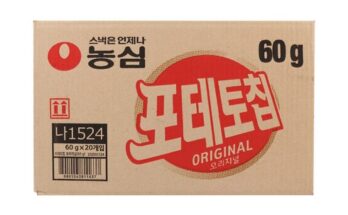 스낵은 언제나
농심
60 g
포테토칩
ORIGINAL
오리지널
나1524
60 g×20개입